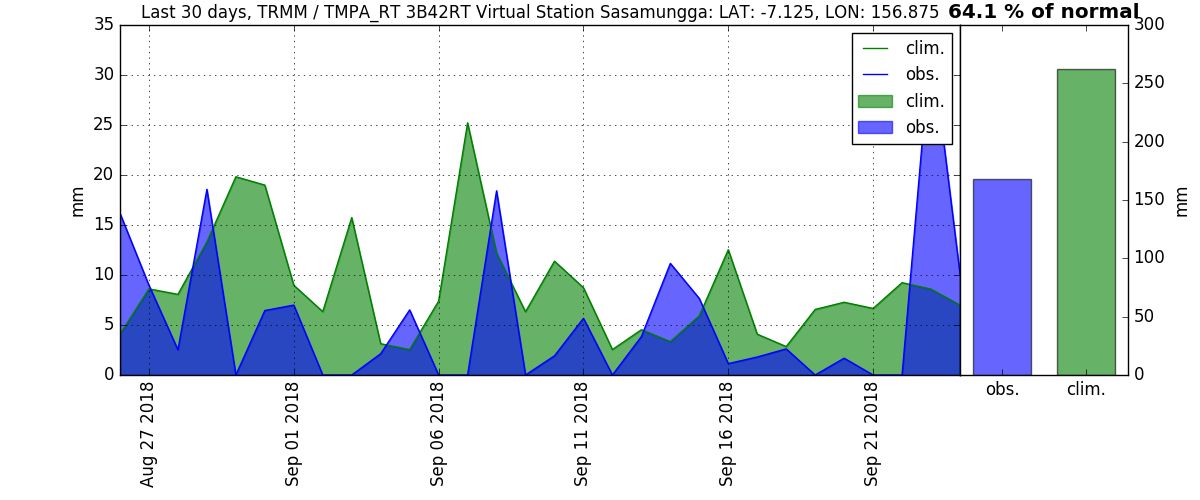 Last 30 days, TRMM / TMPA_RT 3B42RT Virtual Station Sasamungga: LAT: -7.125, LON: 156.875 64.1 % of normal
35
30
25
20
15
10
5
0
mm
clim.
obs.
clim.
obs.
Aug 27 2018
Sep 01 2018
Sep 06 2018
Sep 11 2018
Sep 16 2018
Sep 21 2018
300
250
200
150
100
50
0
mm
obs. clim.